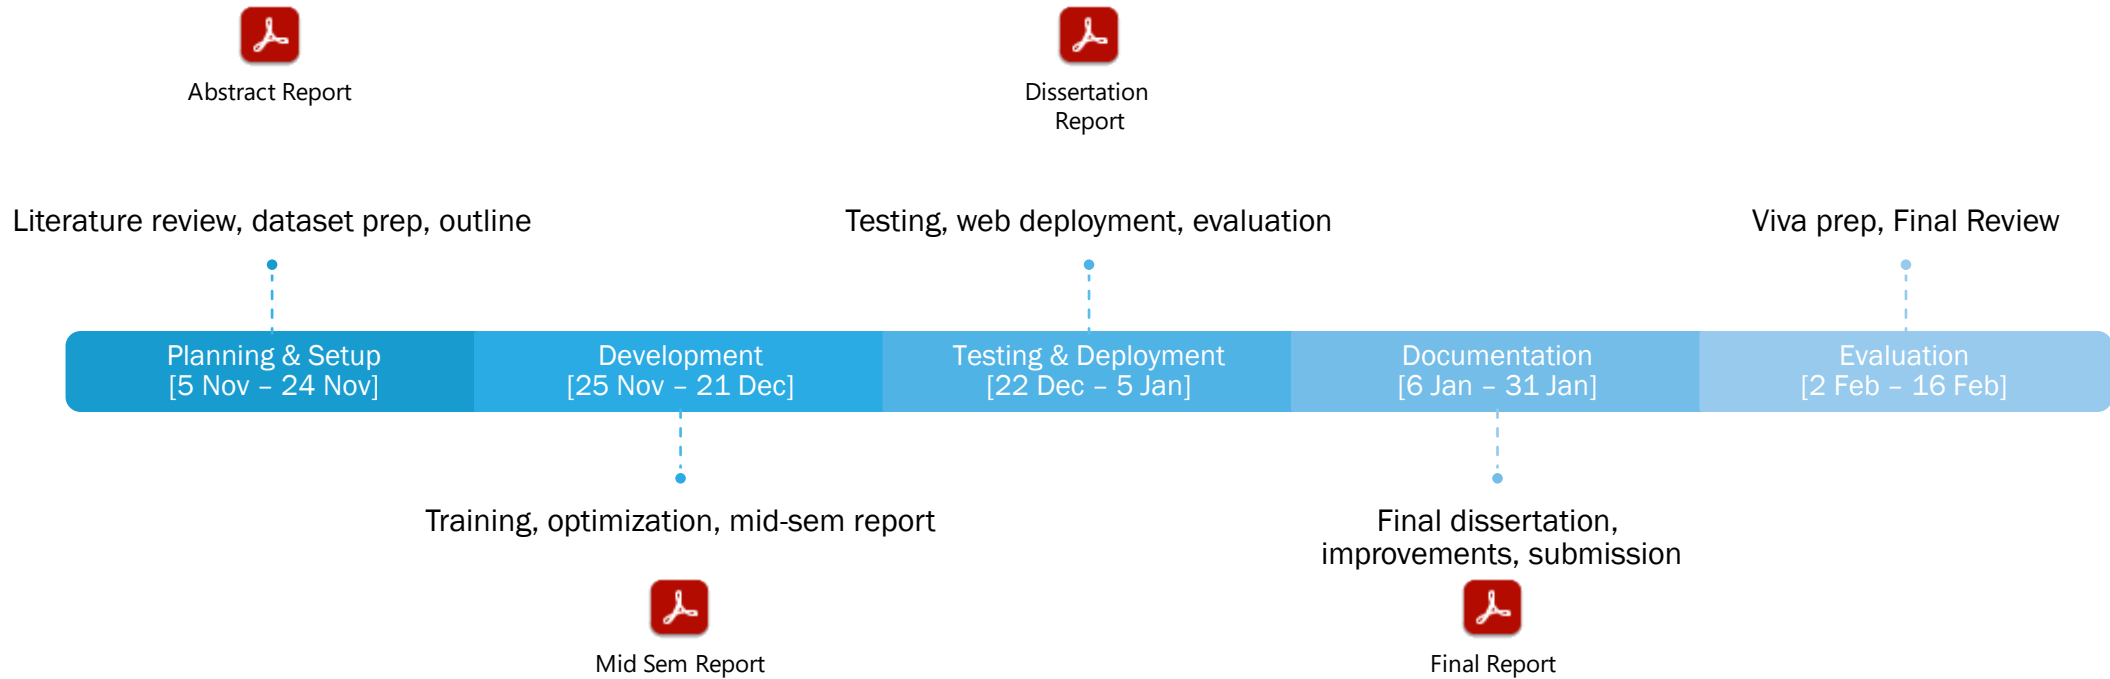 Abstract Report
Dissertation
Report
Literature review, dataset prep, outline
Testing, web deployment, evaluation
Viva prep, Final Review
Planning & Setup
[5 Nov – 24 Nov]
Development
[25 Nov – 21 Dec]
Testing & Deployment
[22 Dec – 5 Jan]
Documentation
[6 Jan – 31 Jan]
Evaluation
[2 Feb – 16 Feb]
Training, optimization, mid-sem report
Final dissertation,
improvements, submission
Mid Sem Report
Final Report